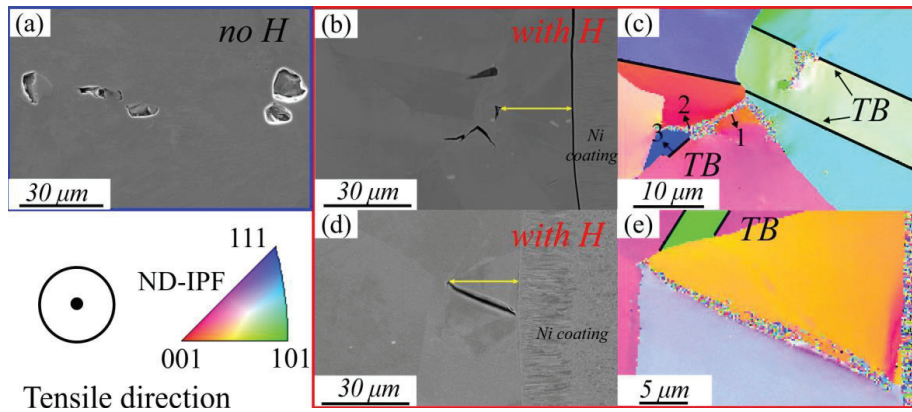 (a)
no H
30 μm
(b)
with H
Ni
coating
30 μm
(c)
TB
2
1
3
TB
10 μm
111
ND-IPF
001
101
Tensile direction
(d)
with H
Ni coating
30 μm
(e)
TB
5 μm